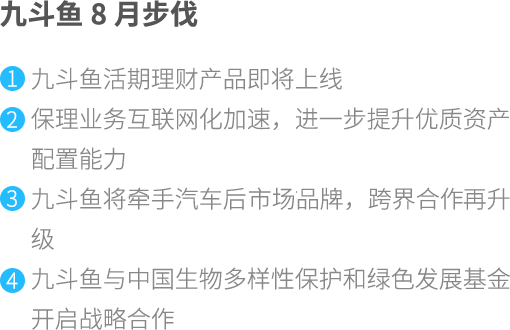 九斗鱼 8 月步伐
1 九斗鱼活期理财产品即将上线
2 保理业务互联网化加速，进一步提升优质资产
配置能力
3 九斗鱼将牵手汽车后市场品牌，跨界合作再升
级
4 九斗鱼与中国生物多样性保护和绿色发展基金
开启战略合作